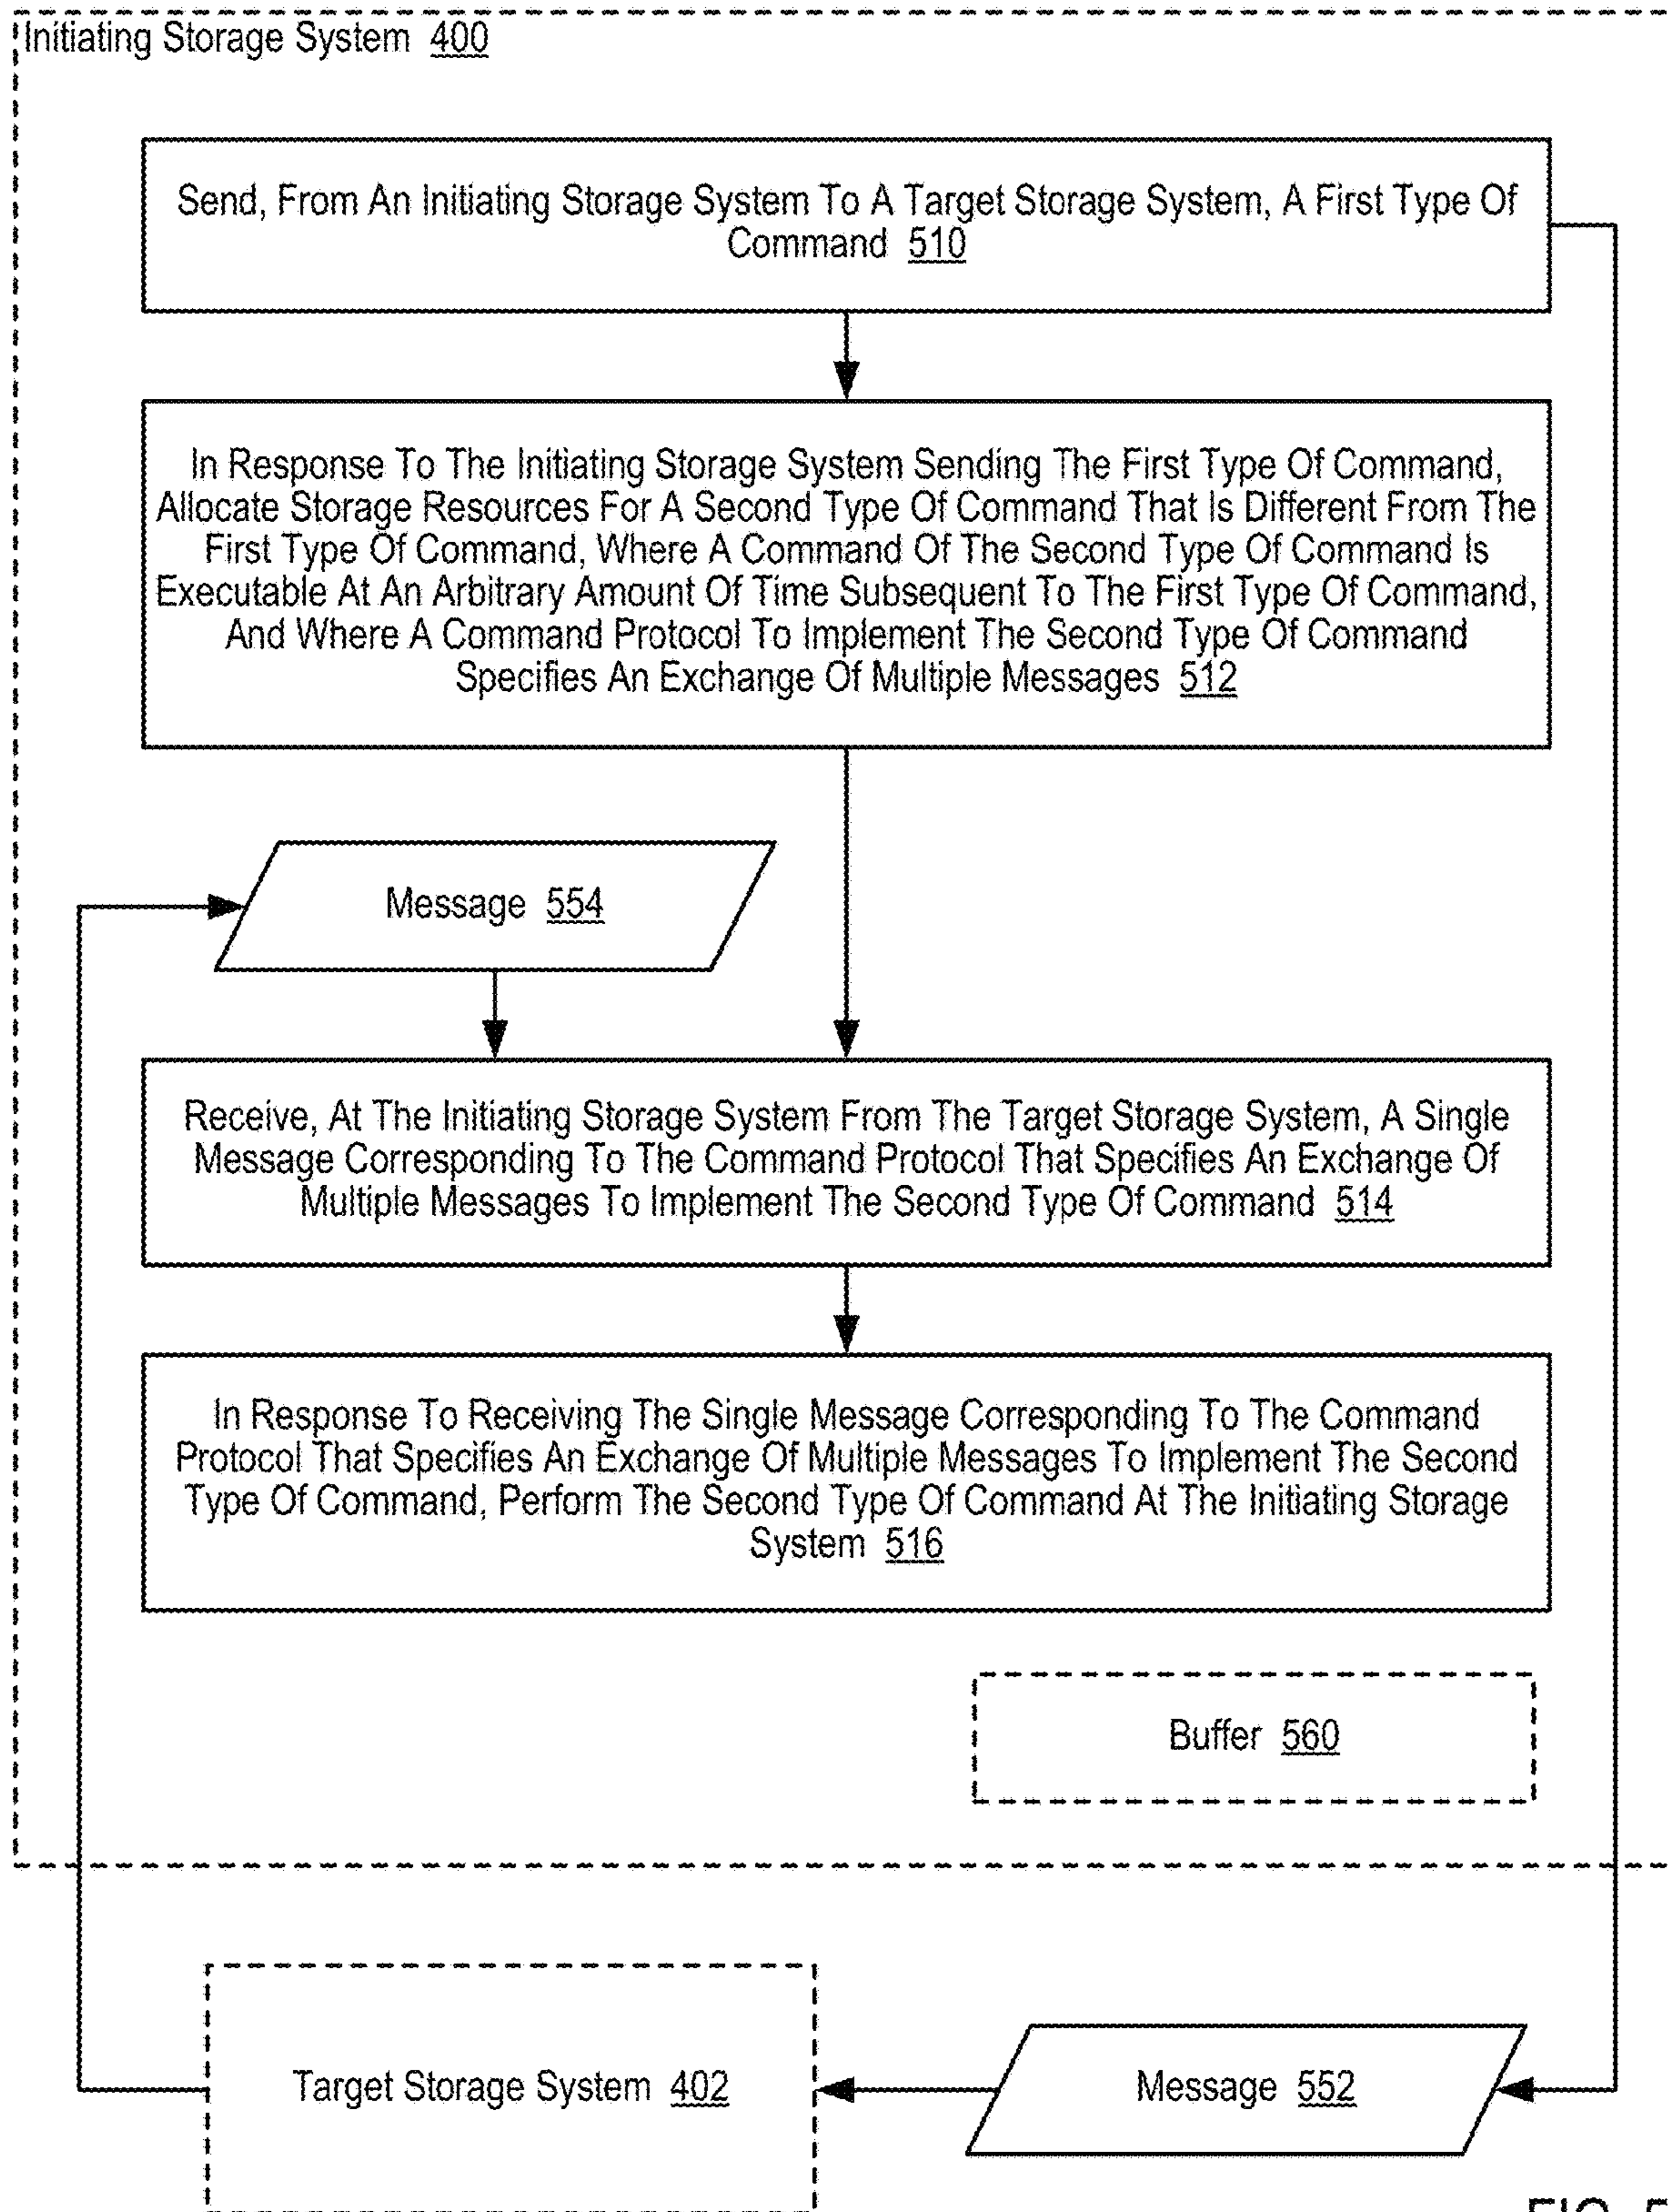 Initiating Storage System 400
Send, From An Initiating Storage System To A Target Storage System, A First Type Of
Command 510
In Response To The Initiating Storage System Sending The First Type Of Command,
Allocate Storage Resources For A Second Type Of Command That Is Different From The
First Type Of Command, Where A Command Of The Second Type Of Command Is
Executable At An Arbitrary Amount Of Time Subsequent To The First Type Of Command,
And Where A Command Protocol To Implement The Second Type Of Command
Specifies An Exchange Of Multiple Messages 512
Message 554
Receive, At The Initiating Storage System From The Target Storage System, A Single
Message Corresponding To The Command Protocol That Specifies An Exchange Of
Multiple Messages To Implement The Second Type Of Command 514
In Response To Receiving The Single Message Corresponding To The Command
Protocol That Specifies An Exchange Of Multiple Messages To Implement The Second
Type Of Command, Perform The Second Type Of Command At The Initiating Storage
System 516
Buffer 560
Target Storage System 402
Message 552
FIG. 5